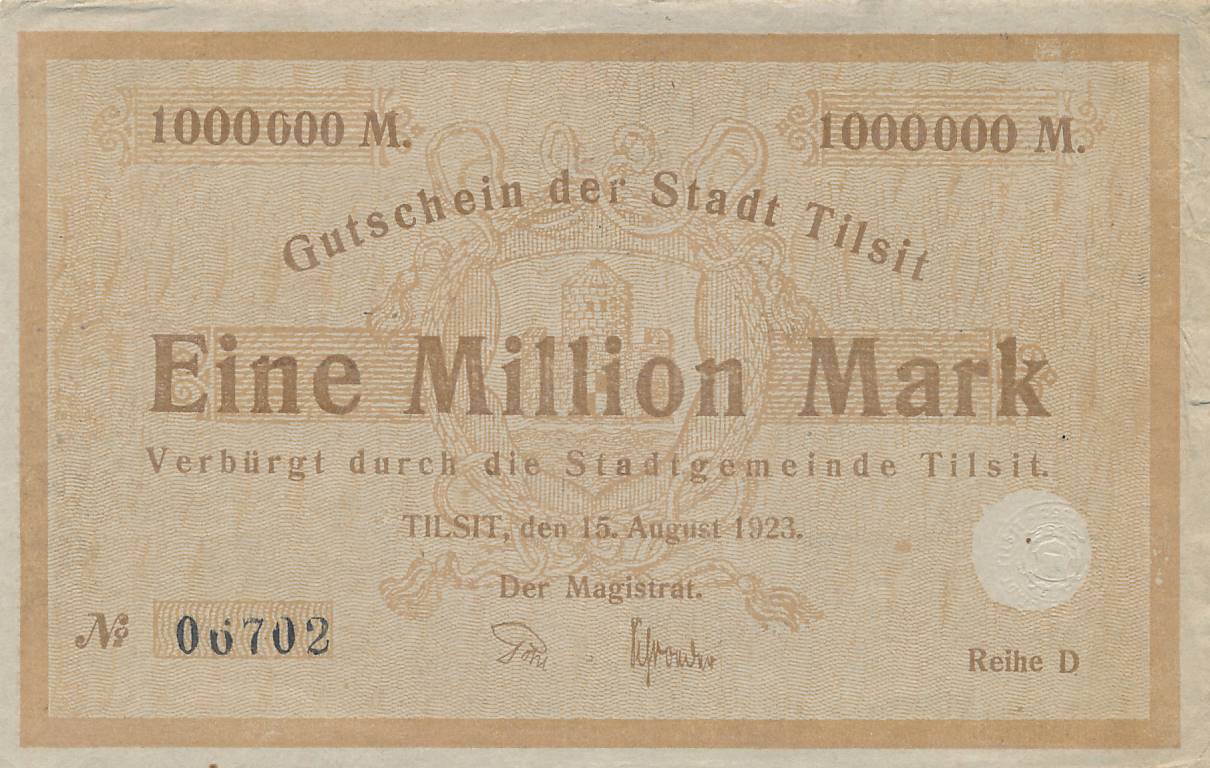 1000000 M.
1000000 M.
Gutschein der Stadt Tilsit
Eine Million Mark
Verbürgt durch die Stadtgemeinde Tilsit.
TILSIT, den 15. August 1923.
Der Magistrat.
№ 06702
Reihe D